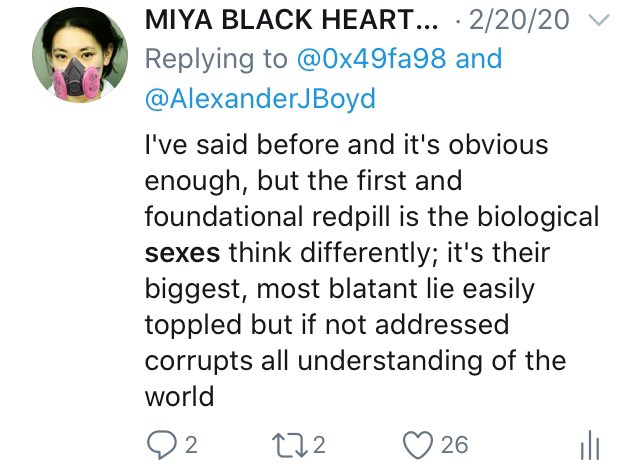 MIYA BLACK HEART... · 2/20/20
Replying to @0x49fa98 and
@AlexanderJBoyd
I've said before and it's obvious
enough, but the first and
foundational redpill is the biological
sexes think differently; it's their
biggest, most blatant lie easily
toppled but if not addressed
corrupts all understanding of the
world
2 2 26